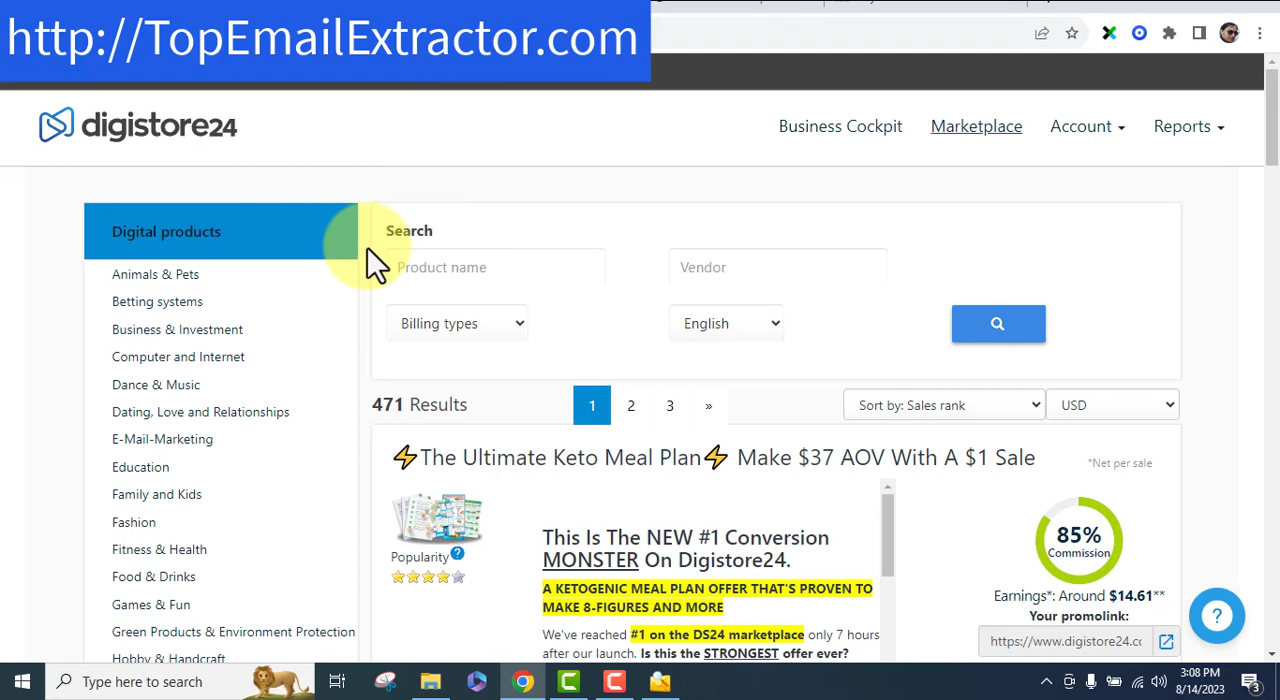 http://TopEmailExtractor.com
digistore24
Business Cockpit
Marketplace
Account
Reports
Digital products
Animals & Pets
Betting systems
Business & Investment
Computer and Internet
Dance & Music
Dating, Love and Relationships
E-Mail-Marketing
Education
Family and Kids
Fashion
Fitness & Health
Food & Drinks
Games & Fun
Green Products & Environment Protection
Hobby & Handcraft
Search
Product name
Vendor
Billing types
English
471 Results
1 2 3 »
Sort by: Sales rank
USD
⚡The Ultimate Keto Meal Plan⚡ Make $37 AOV With A $1 Sale
*Net per sale
Popularity ?
This Is The NEW #1 Conversion
MONSTER On Digistore24.
A KETOGENIC MEAL PLAN OFFER THAT'S PROVEN TO
MAKE 8-FIGURES AND MORE
We've reached #1 on the DS24 marketplace only 7 hours
after our launch. Is this the STRONGEST offer ever?
85%
Commission
Earnings*: Around $14.61**
Your promolink:
https://www.digistore24.cc
?
Type here to search
3:08 PM
8/14/2023
3